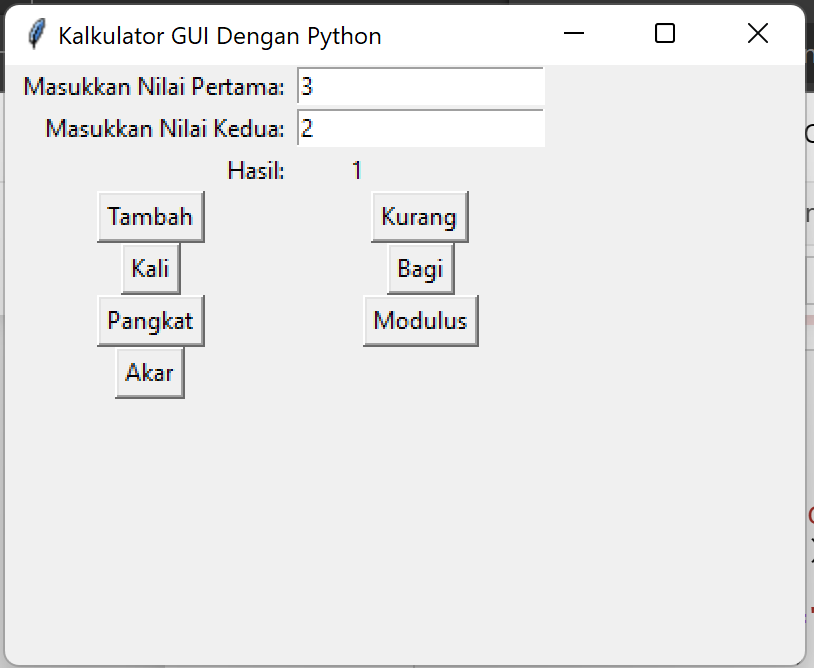 Kalkulator GUI Dengan Python
Masukkan Nilai Pertama: 3
Masukkan Nilai Kedua: 2
Hasil: 1
Tambah Kurang
Kali Bagi
Pangkat Modulus
Akar